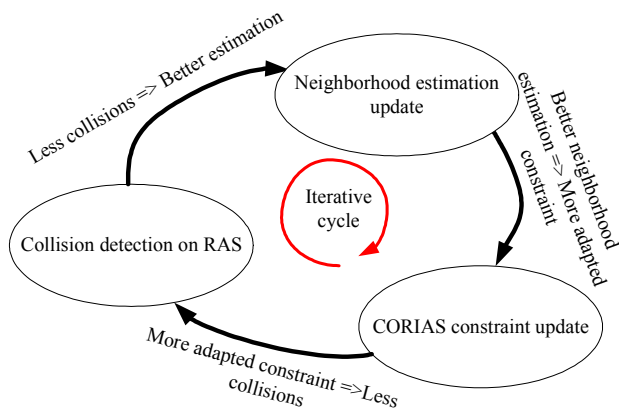 Less collisions => Better estimation
Neighborhood estimation
update
Better neighborhood
estimation => More adapted
constraint
Iterative
cycle
Collision detection on RAS
CORIAS constraint update
More adapted constraint =>Less
collisions